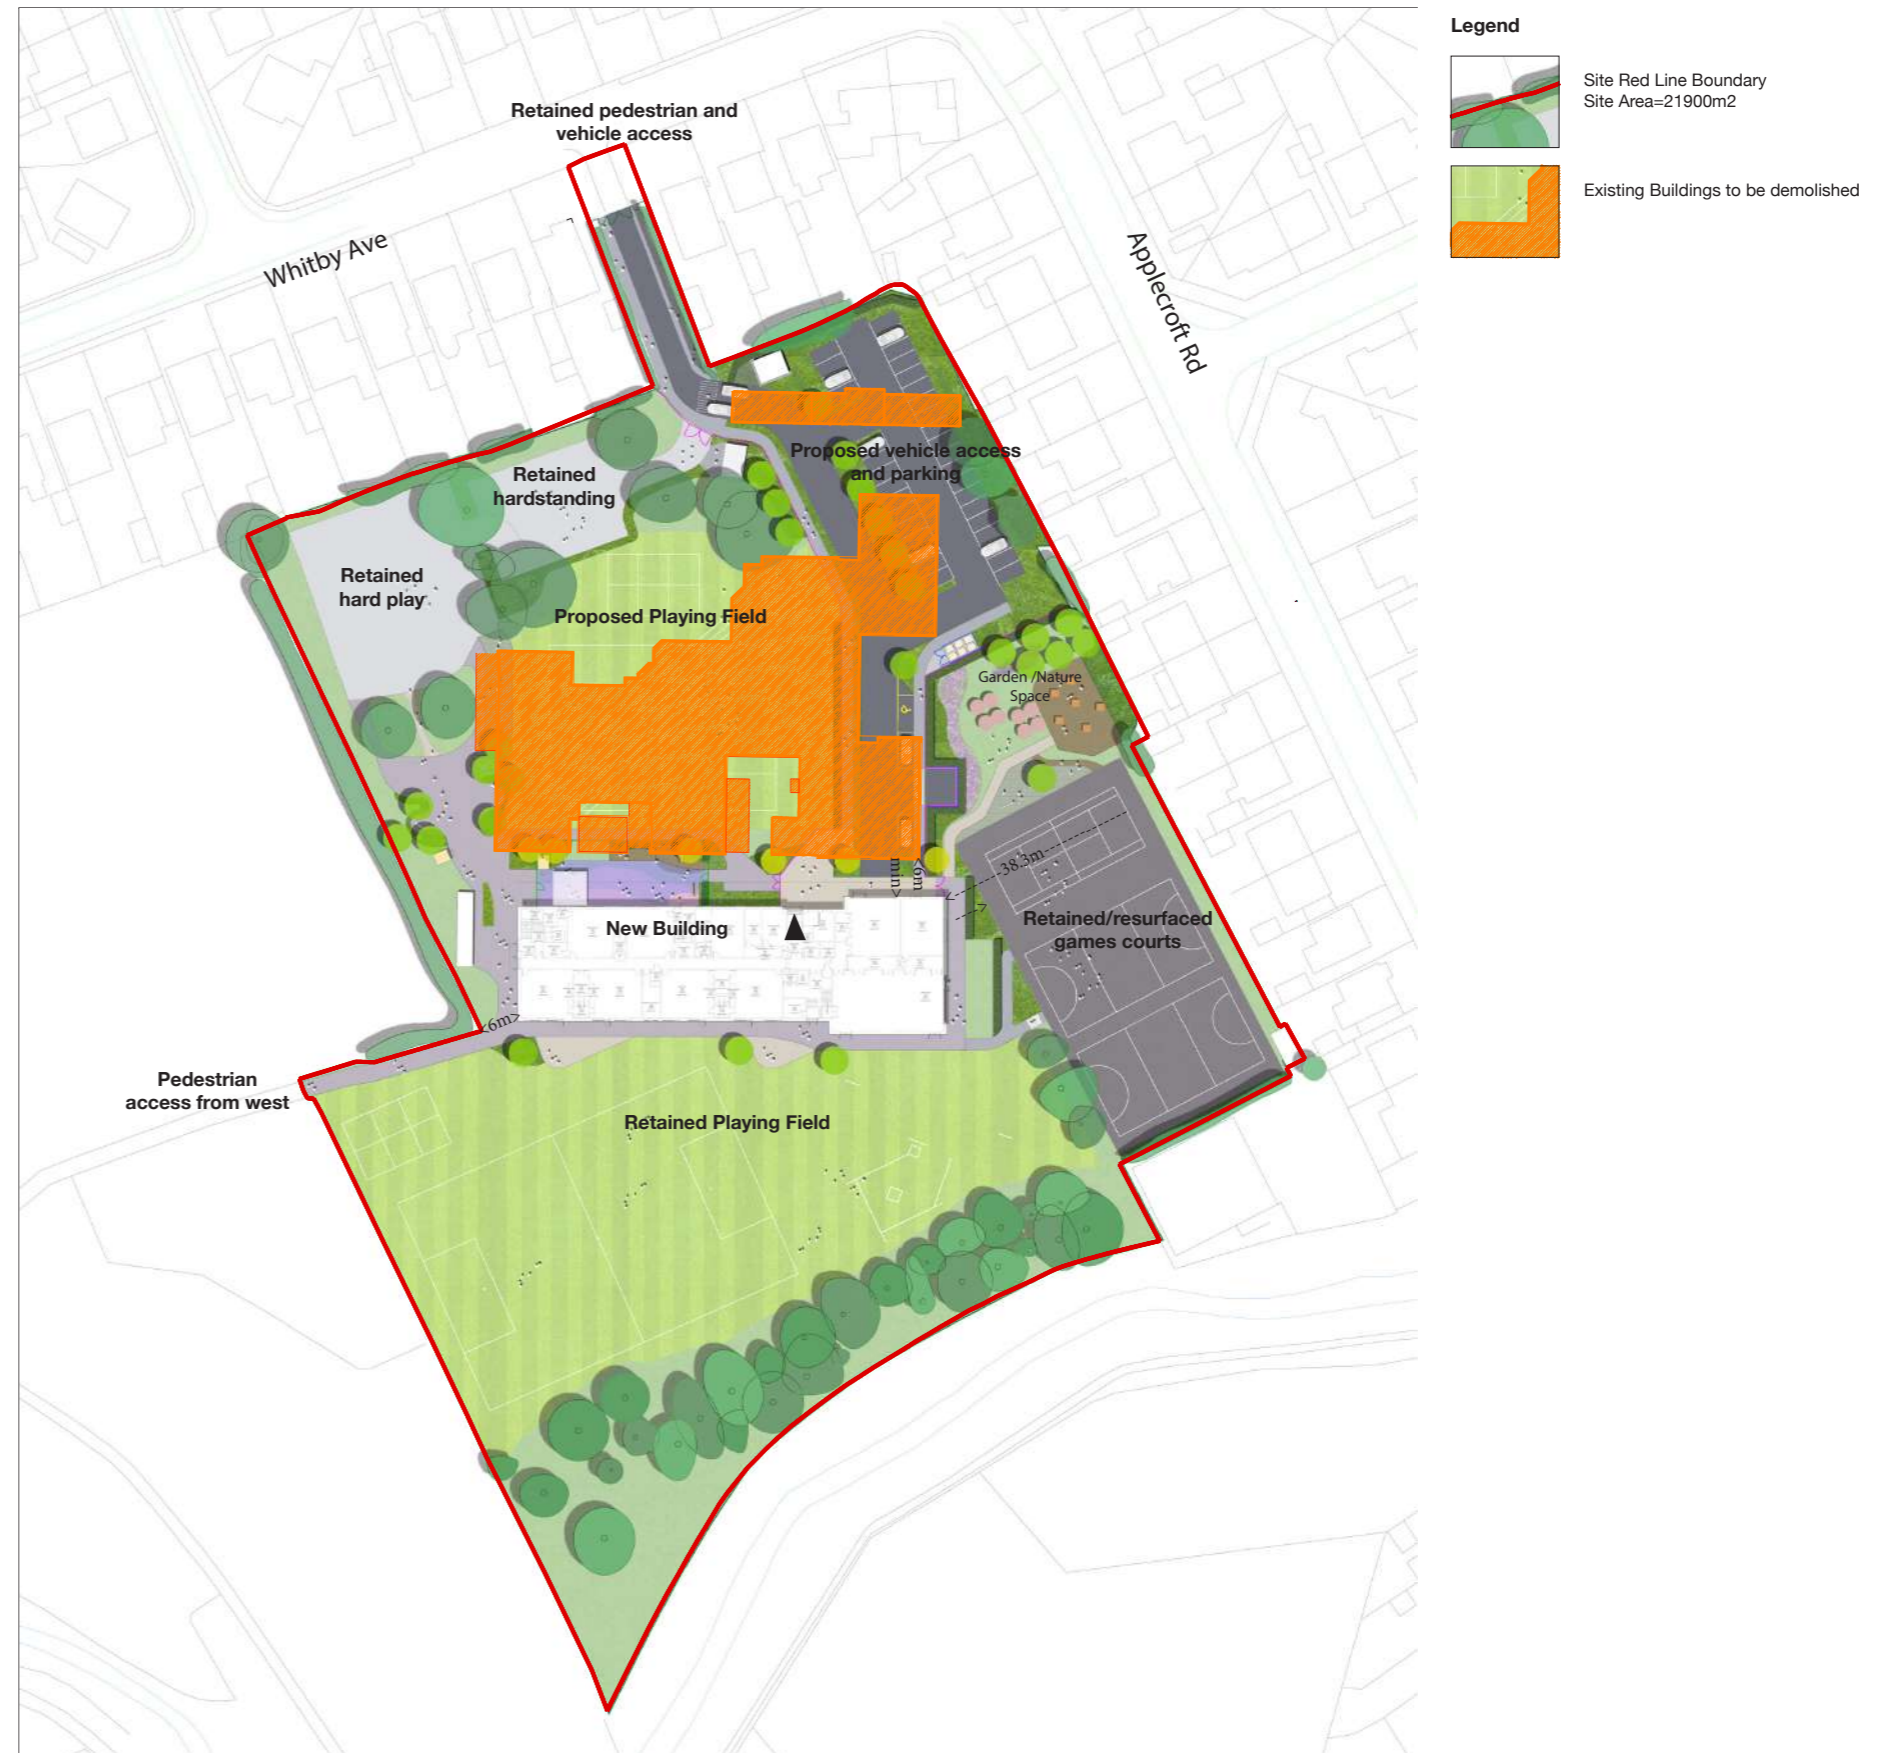 Legend
Site Red Line Boundary
Site Area=21900m2
Existing Buildings to be demolished
Retained pedestrian and
vehicle access
Whitby Ave
Applecroft Rd
Proposed vehicle access
and parking
Retained
hardstanding
Retained
hard play
Proposed Playing Field
Garden /Nature
Space
P
38.3m
<6m
min>
Retained/resurfaced
games courts
New Building
<6m>
Pedestrian
access from west
Retained Playing Field